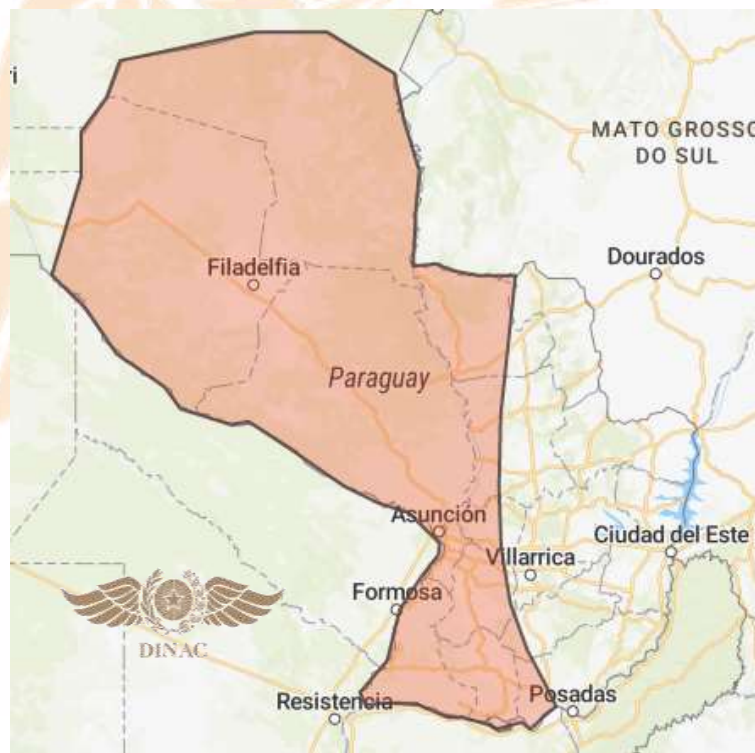 MATO GROSSO
DO SUL
Dourados
Filadelfia
Paraguay
Asunción
Ciudad del Este
Villarrica
Formosa
DINAC
Resistencia
Posadas